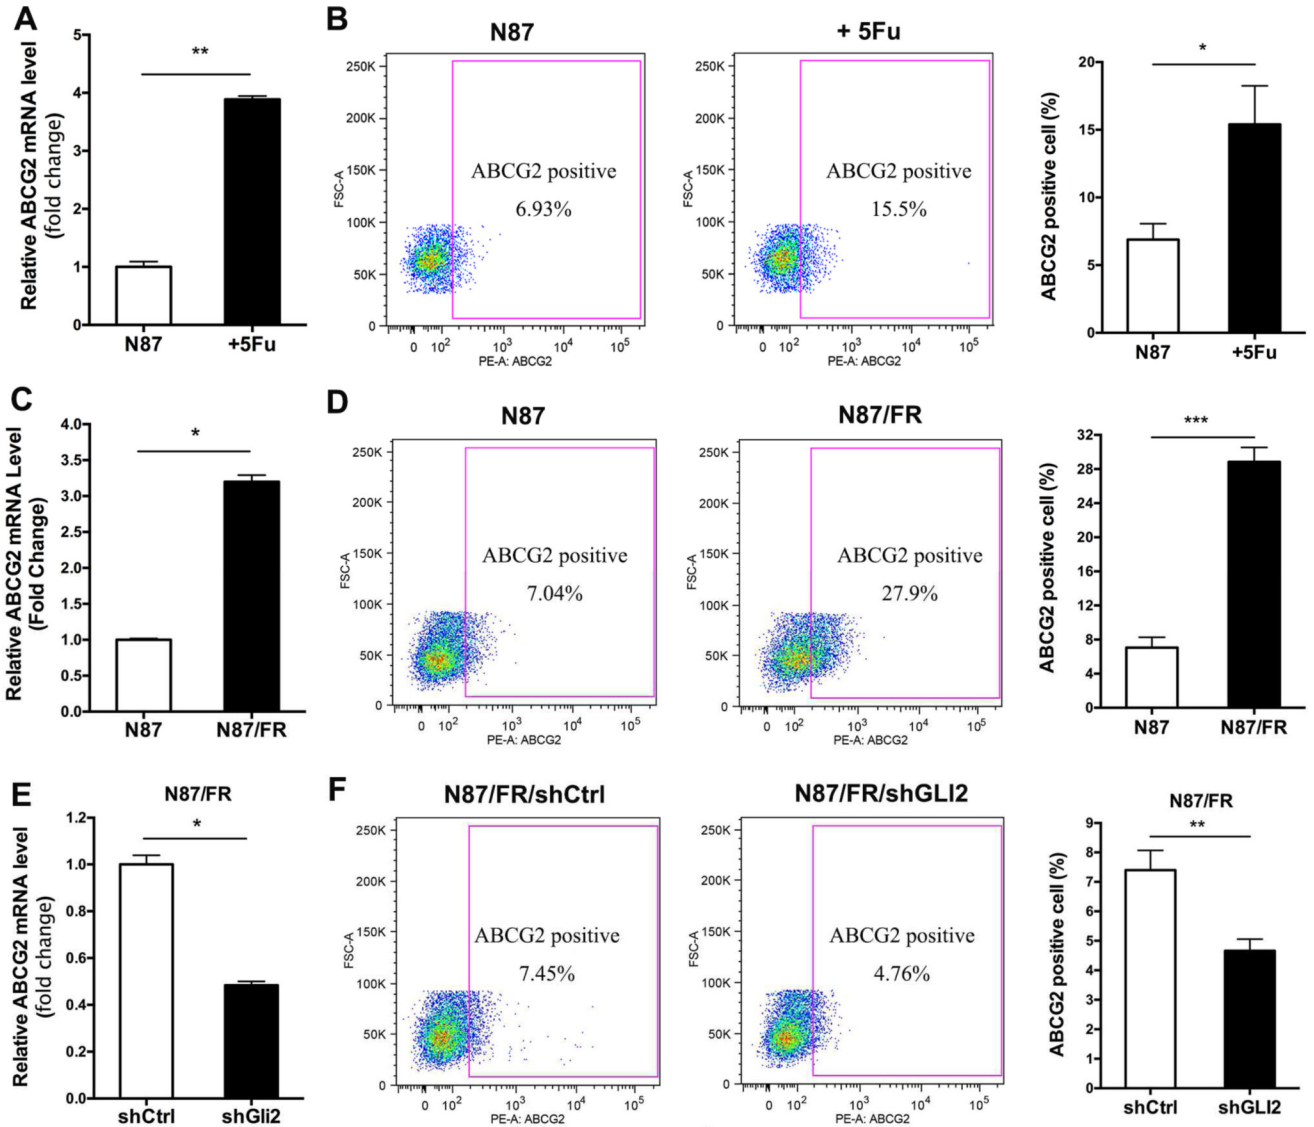 A
Relative ABCG2 mRNA level
(fold change)
5
4
3
2
1
0
**
N87
+5Fu
B
N87
250K
200K
150K
100K
50K
0
FSC-A
ABCG2 positive
6.93%
0 10² 10³ 10⁴ 10⁵
PE-A: ABCG2
+ 5Fu
250K
200K
150K
100K
50K
0
FSC-A
ABCG2 positive
15.5%
0 10² 10³ 10⁴ 10⁵
PE-A: ABCG2
ABCG2 positive cell (%)
20
15
10
5
0
*
N87
+5Fu
C
Relative ABCG2 mRNA Level
(Fold Change)
4.0
3.5
3.0
2.5
2.0
1.5
1.0
0.5
0.0
*
N87
N87/FR
D
N87
250K
200K
150K
100K
50K
0
FSC-A
ABCG2 positive
7.04%
0 10² 10³ 10⁴ 10⁵
PE-A: ABCG2
N87/FR
250K
200K
150K
100K
50K
0
FSC-A
ABCG2 positive
27.9%
0 10² 10³ 10⁴ 10⁵
PE-A: ABCG2
ABCG2 positive cell (%)
32
28
24
20
16
12
8
4
0
***
N87
N87/FR
E
N87/FR
Relative ABCG2 mRNA level
(fold change)
1.2
1.0
0.8
0.6
0.4
0.2
0.0
*
shCtrl
shGli2
F
N87/FR/shCtrl
250K
200K
150K
100K
50K
0
FSC-A
ABCG2 positive
7.45%
0 10² 10³ 10⁴ 10⁵
PE-A: ABCG2
N87/FR/shGLI2
250K
200K
150K
100K
50K
0
FSC-A
ABCG2 positive
4.76%
0 10² 10³ 10⁴ 10⁵
PE-A: ABCG2
N87/FR
ABCG2 positive cell (%)
9
8
7
6
5
4
3
2
1
0
**
shCtrl
shGLI2